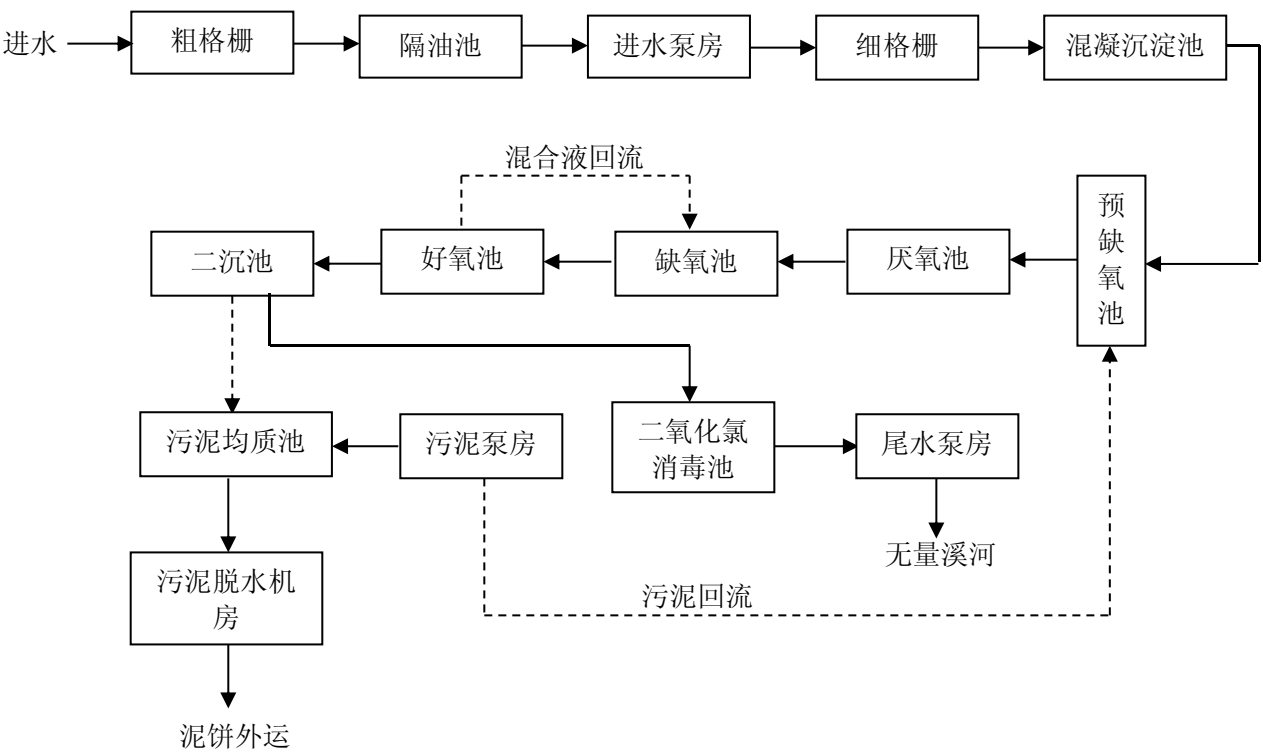 进水
粗格栅
隔油池
进水泵房
细格栅
混凝沉淀池
混合液回流
二沉池
好氧池
缺氧池
厌氧池
预
缺
氧
池
污泥均质池
污泥泵房
二氧化氯
消毒池
尾水泵房
无量溪河
污泥脱水机
房
污泥回流
泥饼外运